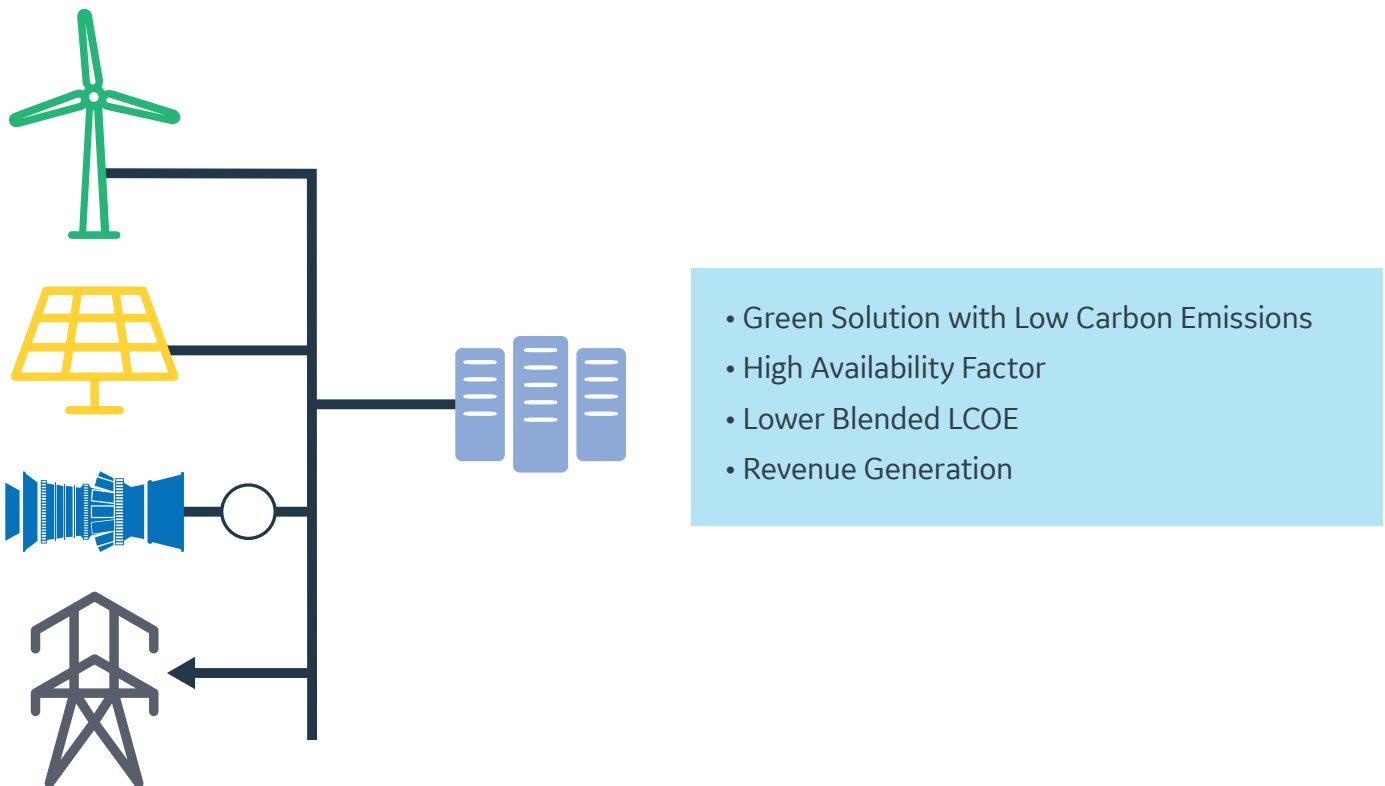 • Green Solution with Low Carbon Emissions
• High Availability Factor
• Lower Blended LCOE
• Revenue Generation